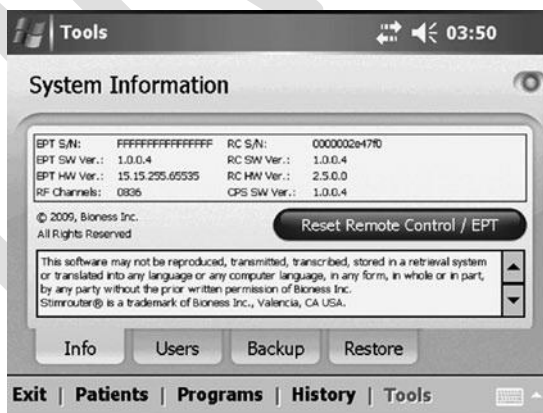 Tools 03:50
System Information
EPT S/N: FFFFFFFFFFFFFFFF RC S/N: 0000002e47f0
EPT SW Ver.: 1.0.0.4 RC SW Ver.: 1.0.0.4
EPT HW Ver.: 15.15.255.65535 RC HW Ver.: 2.5.0.0
RF Channels: 0836 CPS SW Ver.: 1.0.0.4
© 2009, Bioness Inc.
All Rights Reserved
Reset Remote Control / EPT
This software may not be reproduced, transmitted, transcribed, stored in a retrieval system
or translated into any language or any computer language, in any form, in whole or in part,
by any party without the prior written permission of Bioness Inc.
Stimrouter® is a trademark of Bioness Inc., Valencia, CA USA.
Info Users Backup Restore
Exit | Patients | Programs | History | Tools